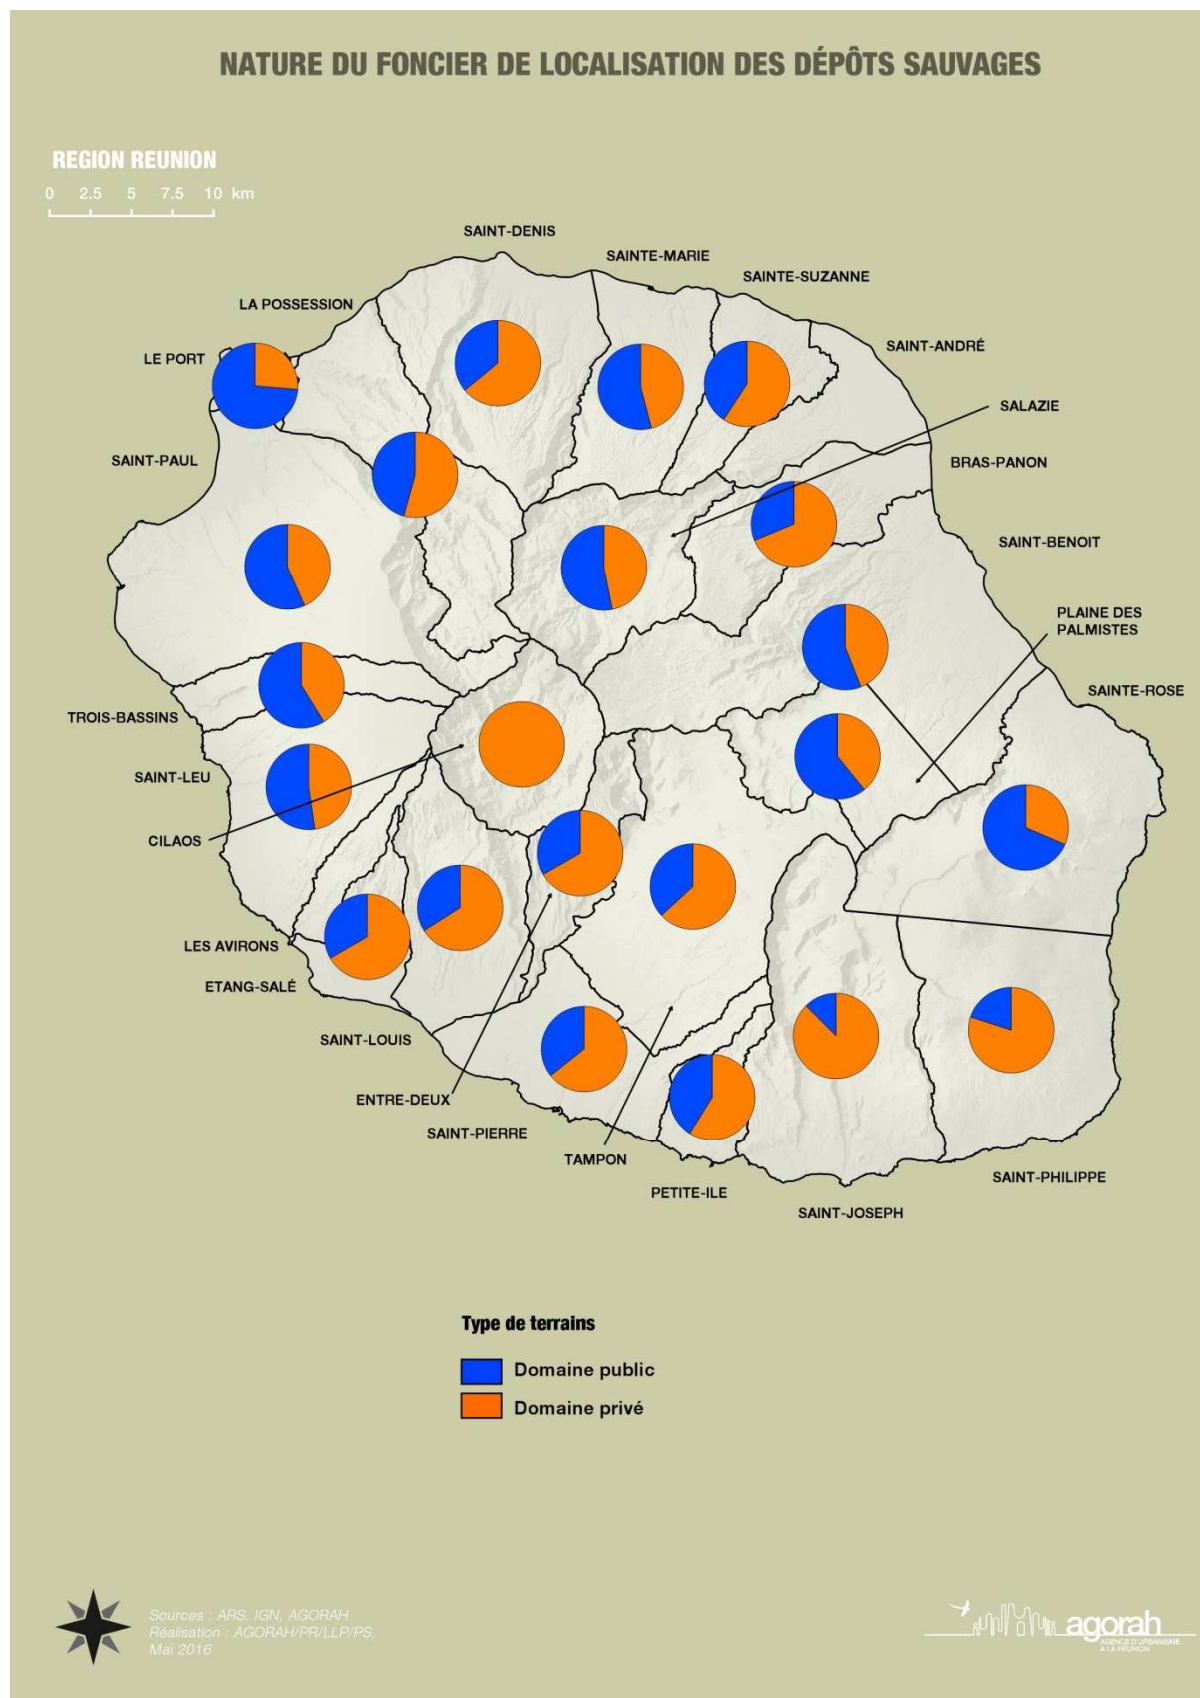 NATURE DU FONCIER DE LOCALISATION DES DÉPÔTS SAUVAGES
REGION REUNION
0 2.5 5 7.5 10 km
SAINT-DENIS
SAINTE-MARIE
SAINTE-SUZANNE
LA POSSESSION
SAINT-ANDRÉ
LE PORT
SALAZIE
SAINT-PAUL
BRAS-PANON
SAINT-BENOIT
PLAINE DES
PALMISTES
SAINTE-ROSE
TROIS-BASSINS
SAINT-LEU
CILAOS
LES AVIRONS
ETANG-SALÉ
SAINT-LOUIS
ENTRE-DEUX
SAINT-PIERRE
TAMPON
SAINT-PHILIPPE
PETITE-ILE
SAINT-JOSEPH
Type de terrains
Domaine public
Domaine privé
Sources : ARS, IGN, AGORAH
Réalisation : AGORAH/PR/LLP/PS,
Mai 2016
agorah
AGENCE D'URBANISME
À LA RÉUNION